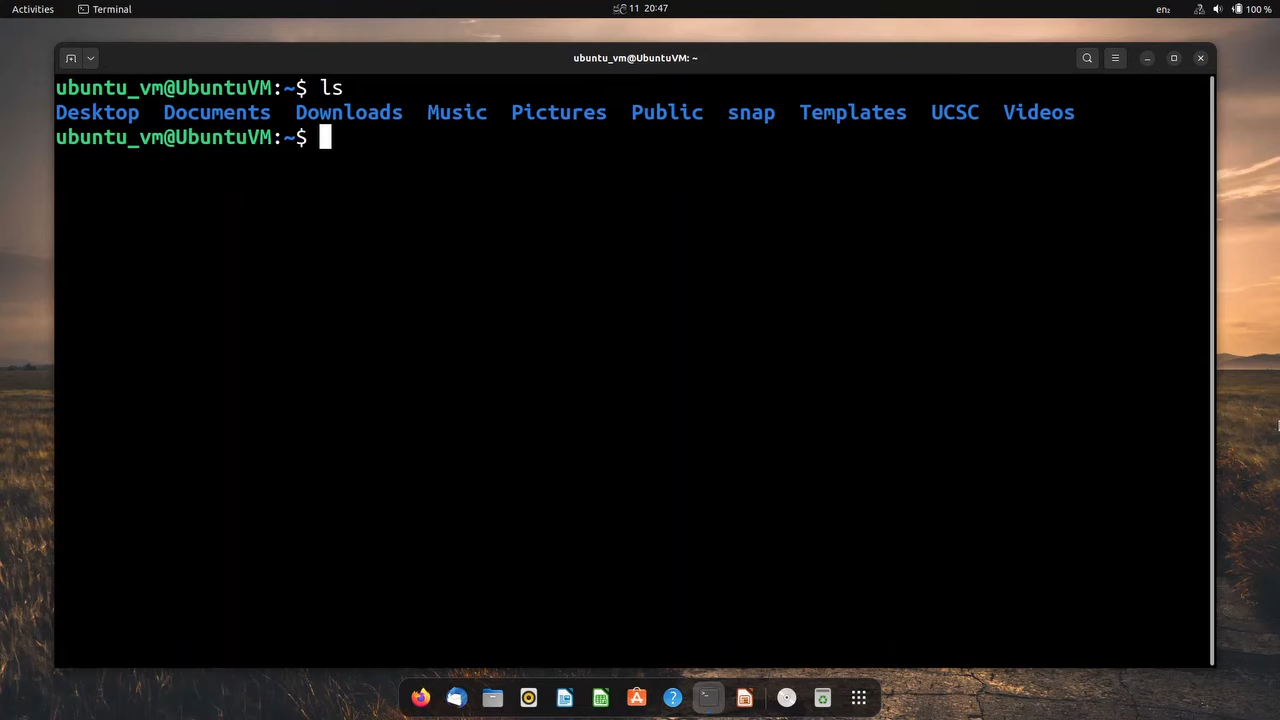 Activities Terminal 11 20:47 en₂ 100 %
ubuntu_vm@UbuntuVM: ~
ubuntu_vm@UbuntuVM:~$ ls
Desktop Documents Downloads Music Pictures Public snap Templates UCSC Videos
ubuntu_vm@UbuntuVM:~$